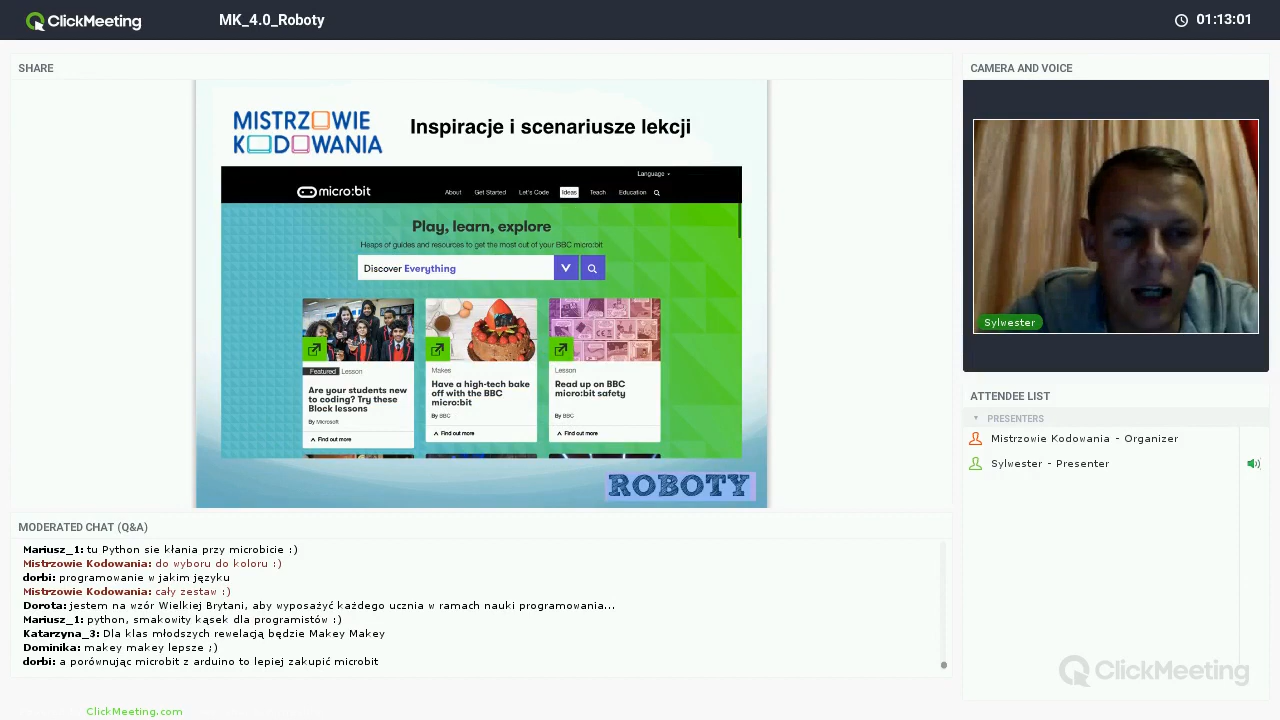 ClickMeeting
MK_4.0_Roboty
01:13:01
SHARE
MISTRZOWIE
KODOWANIA
Inspiracje i scenariusze lekcji
Language
micro:bit
About Get Started Let's Code Ideas Teach Education
Play, learn, explore
Heaps of guides and resources to get the most out of your BBC micro:bit
Discover Everything
Featured Lesson
Are your students new
to coding? Try these
Block lessons
By Microsoft
Find out more
Makes
Have a high-tech bake
off with the BBC
micro:bit
By BBC
Find out more
Lesson
Read up on BBC
micro:bit safety
By BBC
Find out more
ROBOTY
CAMERA AND VOICE
Sylwester
ATTENDEE LIST
PRESENTERS
Mistrzowie Kodowania - Organizer
Sylwester - Presenter
MODERATED CHAT (Q&A)
Mariusz_1: tu Python sie kłania przy microbicie :)
Mistrzowie Kodowania: do wyboru do koloru :)
dorbi: programowanie w jakim języku
Mistrzowie Kodowania: cały zestaw :)
Dorota: jestem na wzór Wielkiej Brytani, aby wyposażyć każdego ucznia w ramach nauki programowania...
Mariusz_1: python, smakowity kąsek dla programistów :)
Katarzyna_3: Dla klas młodszych rewelacją będzie Makey Makey
Dominika: makey makey lepsze ;)
dorbi: a porównując microbit z arduino to lepiej zakupić microbit
ClickMeeting
ClickMeeting.com